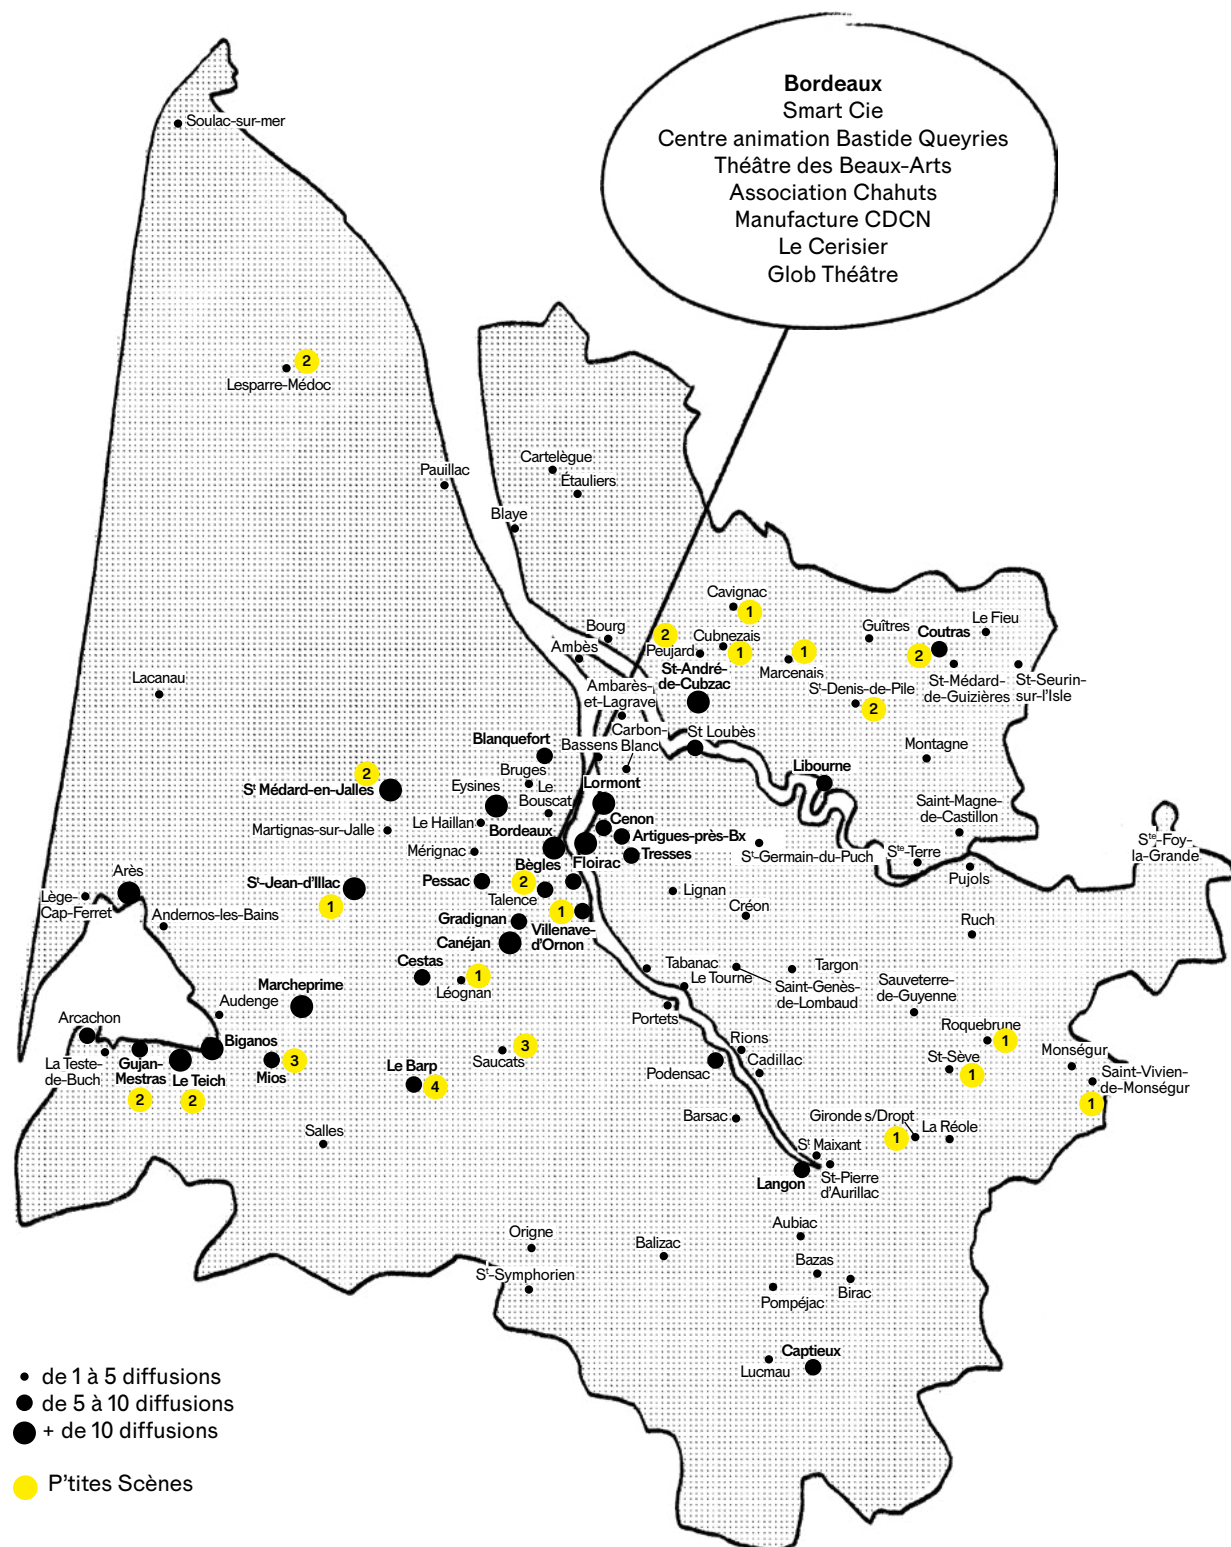 Bordeaux
Smart Cie
Centre animation Bastide Queyries
Théâtre des Beaux-Arts
Association Chahuts
Manufacture CDCN
Le Cerisier
Glob Théâtre
Soulac-sur-mer
2
Lesparre-Médoc
Pauillac
Cartelègue
Étauliers
Blaye
Cavignac
1
Bourg
Ambès
2
Peujard
Cubnezais
1
1
Marcenais
Guîtres
Le Fieu
Coutras
2
St-Médard-
de-Guizières
St-Seurin-
sur-l'Isle
St-Denis-de-Pile
2
St-André-
de-Cubzac
Lacanau
Ambarès-
et-Lagrave
Carbon-
Blanc
St Loubès
Montagne
Blanquefort
Bassens
Bruges
Le
Bouscat
Lormont
Libourne
2
St Médard-en-Jalles
Eysines
Le Haillan
Martignas-sur-Jalle
Bordeaux
Cenon
Artigues-près-Bx
Tresses
Floirac
Mérignac
Saint-Magne-
de-Castillon
St-Germain-du-Puch
Ste-Terre
Pujols
Ste-Foy-
la-Grande
Arès
Lège-
Cap-Ferret
Andernos-les-Bains
St-Jean-d'Illac
1
Pessac
Bègles
2
Talence
1
Villenave-
d'Ornon
Gradignan
Canéjan
Lignan
Créon
Ruch
Cestas
1
Léognan
Tabanac
Le Tourne
Saint-Genès-
de-Lombaud
Targon
Sauveterre-
de-Guyenne
Marcheprime
Audenge
Portets
Arcachon
La Teste-
de-Buch
Gujan-
Mestras
2
Le Teich
2
Biganos
Mios
3
Le Barp
4
Saucats
3
Rions
Cadillac
Podensac
Roquebrune
1
St-Sève
1
Monségur
Saint-Vivien-
de-Monségur
1
Barsac
Gironde s/Dropt
1
La Réole
Salles
St Maixant
St-Pierre
d'Aurillac
Langon
Origne
Balizac
Aubiac
St-Symphorien
Bazas
Birac
Pompéjac
Captieux
Lucmau
de 1 à 5 diffusions
de 5 à 10 diffusions
+ de 10 diffusions
P'tites Scènes